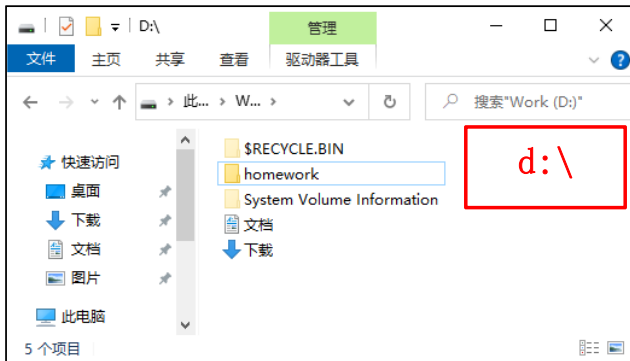 D:\
管理
文件
主页
共享
查看
驱动器工具
此... › W... ›
搜索"Work (D:)"
d:\
快速访问
桌面
下载
文档
图片
此电脑
$RECYCLE.BIN
homework
System Volume Information
文档
下载
5 个项目